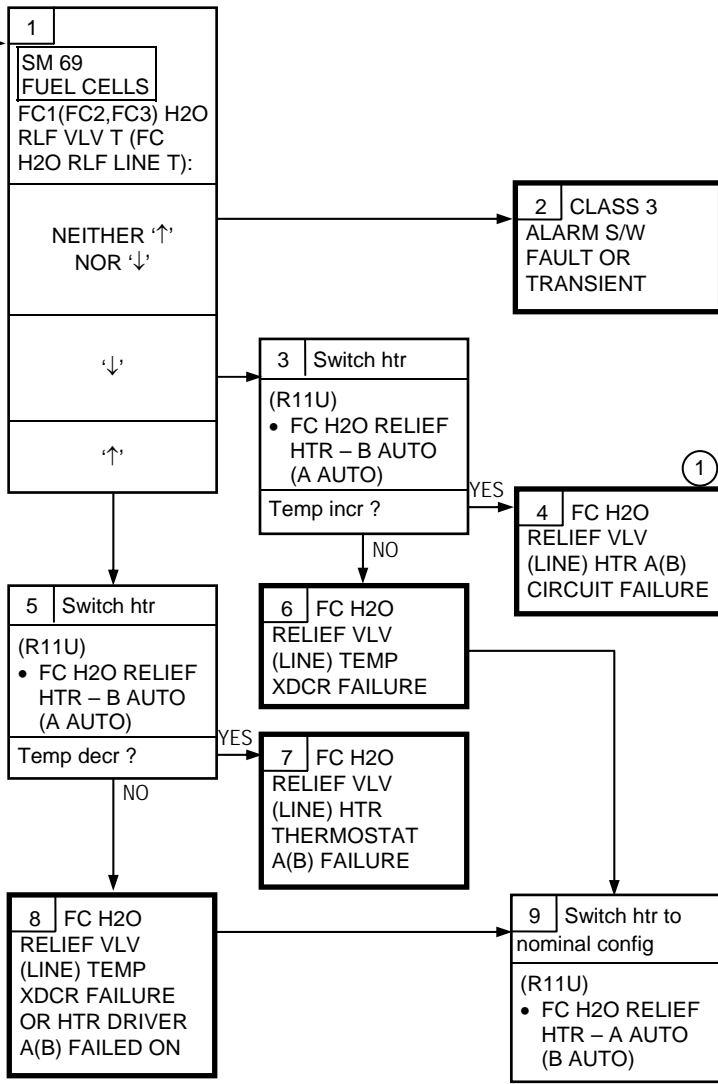 1
SM 69
FUEL CELLS
FC1(FC2,FC3) H2O
RLF VLV T (FC
H2O RLF LINE T):
NEITHER ‘↑’
NOR ‘↓’
‘↓’
‘↑’
2 CLASS 3
ALARM S/W
FAULT OR
TRANSIENT
3 Switch htr
(R11U)
• FC H2O RELIEF
HTR – B AUTO
(A AUTO)
Temp incr ?
YES
NO
1
4 FC H2O
RELIEF VLV
(LINE) HTR A(B)
CIRCUIT FAILURE
5 Switch htr
(R11U)
• FC H2O RELIEF
HTR – B AUTO
(A AUTO)
Temp decr ?
YES
NO
6 FC H2O
RELIEF VLV
(LINE) TEMP
XDCR FAILURE
7 FC H2O
RELIEF VLV
(LINE) HTR
THERMOSTAT
A(B) FAILURE
8 FC H2O
RELIEF VLV
(LINE) TEMP
XDCR FAILURE
OR HTR DRIVER
A(B) FAILED ON
9 Switch htr to
nominal config
(R11U)
• FC H2O RELIEF
HTR – A AUTO
(B AUTO)